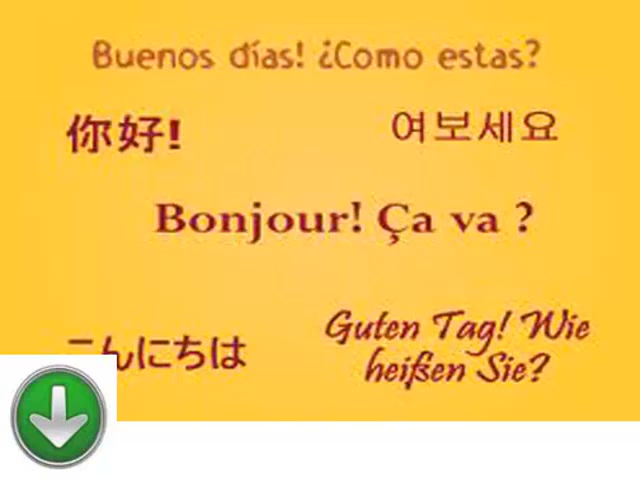 Buenos días! ¿Como estas?
你好!
여보세요
Bonjour! Ça va ?
こんにちは
Guten Tag! Wie
heißen Sie?